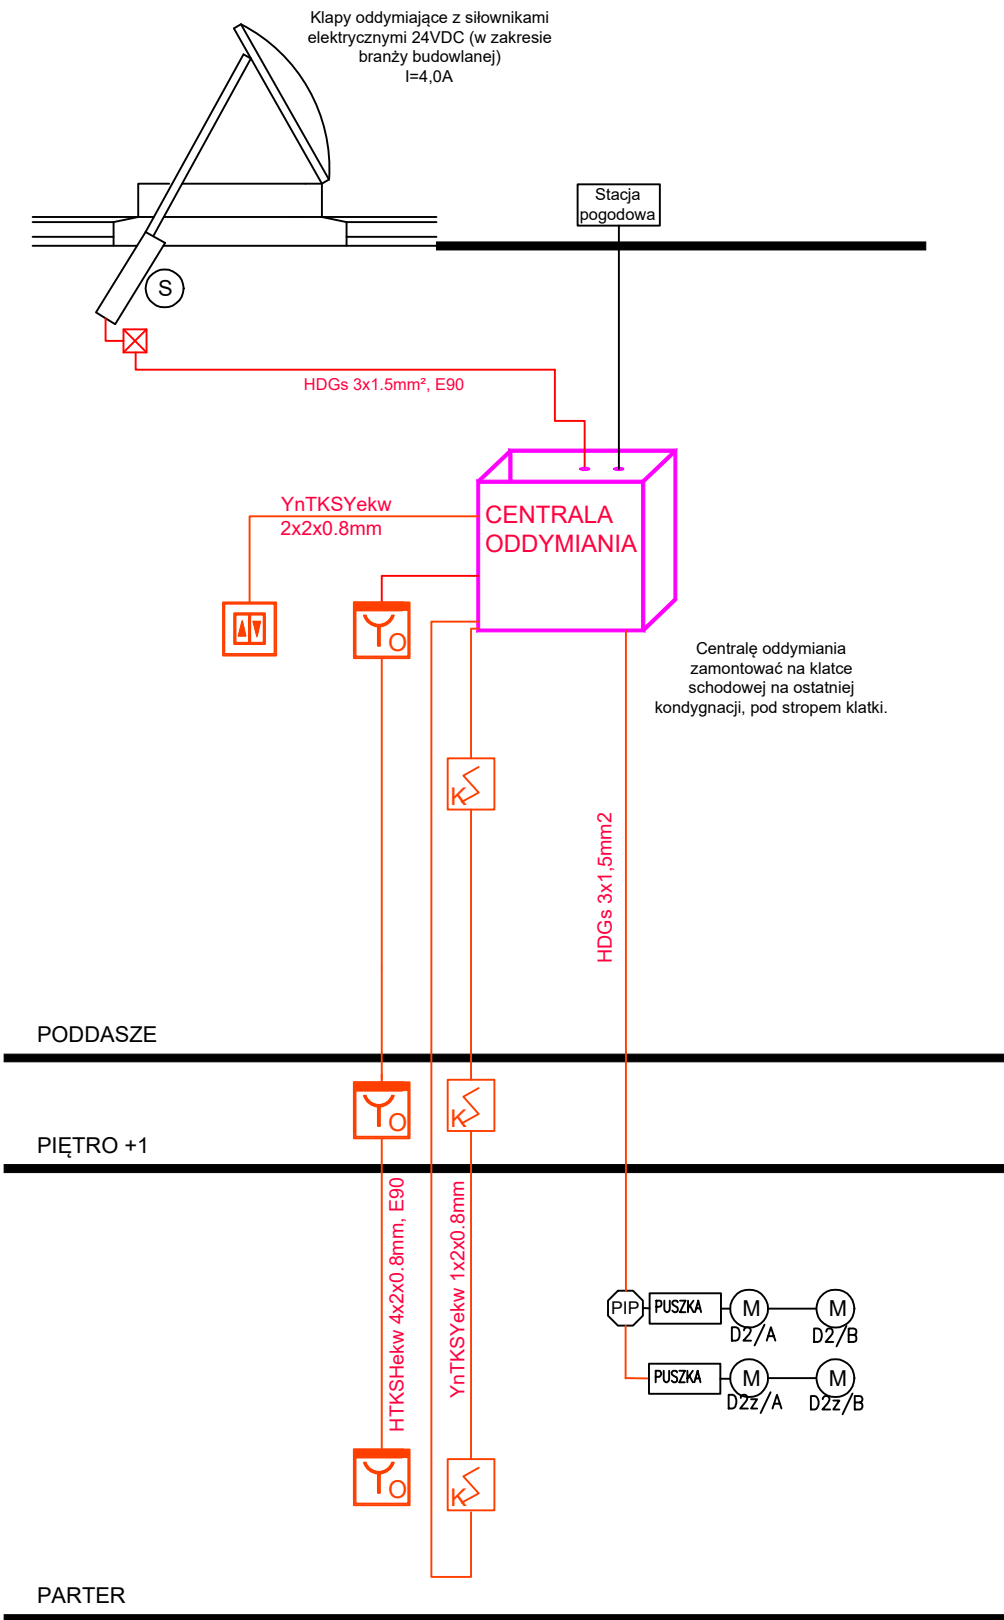 Klapy oddymiające z siłownikami
elektrycznymi 24VDC (w zakresie
branży budowlanej)
I=4,0A
Stacja
pogodowa
S
HDGs 3x1.5mm², E90
YnTKSYekw
2x2x0.8mm
CENTRALA
ODDYMIANIA
O
Centralę oddymiania
zamontować na klatce
schodowej na ostatniej
kondygnacji, pod stropem klatki.
K
HDGs 3x1,5mm2
PODDASZE
O
K
PIĘTRO +1
HTKSHekw 4x2x0.8mm, E90
YnTKSYekw 1x2x0.8mm
PIP
PUSZKA
M
M
D2/A
D2/B
PUSZKA
M
M
D2z/A
D2z/B
O
K
PARTER